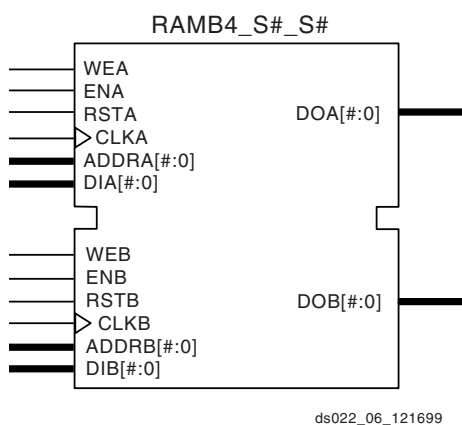 RAMB4_S#_S#
WEA
ENA
RSTA
DOA[#:0]
CLKA
ADDRA[#:0]
DIA[#:0]
WEB
ENB
RSTB
DOB[#:0]
CLKB
ADDRB[#:0]
DIB[#:0]
ds022_06_121699